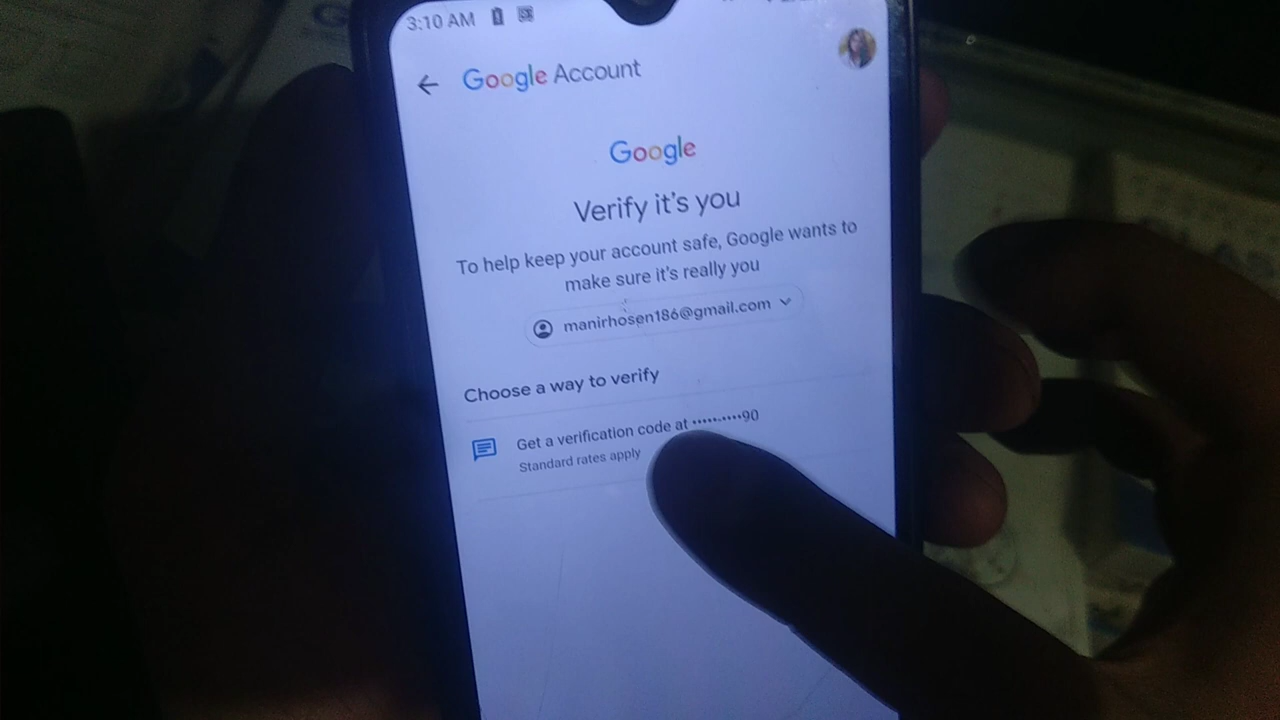 3:10 AM
Google Account
Google
Verify it's you
To help keep your account safe, Google wants to
make sure it's really you
manirhosen186@gmail.com
Choose a way to verify
Get a verification code at •••••-••••90
Standard rates apply